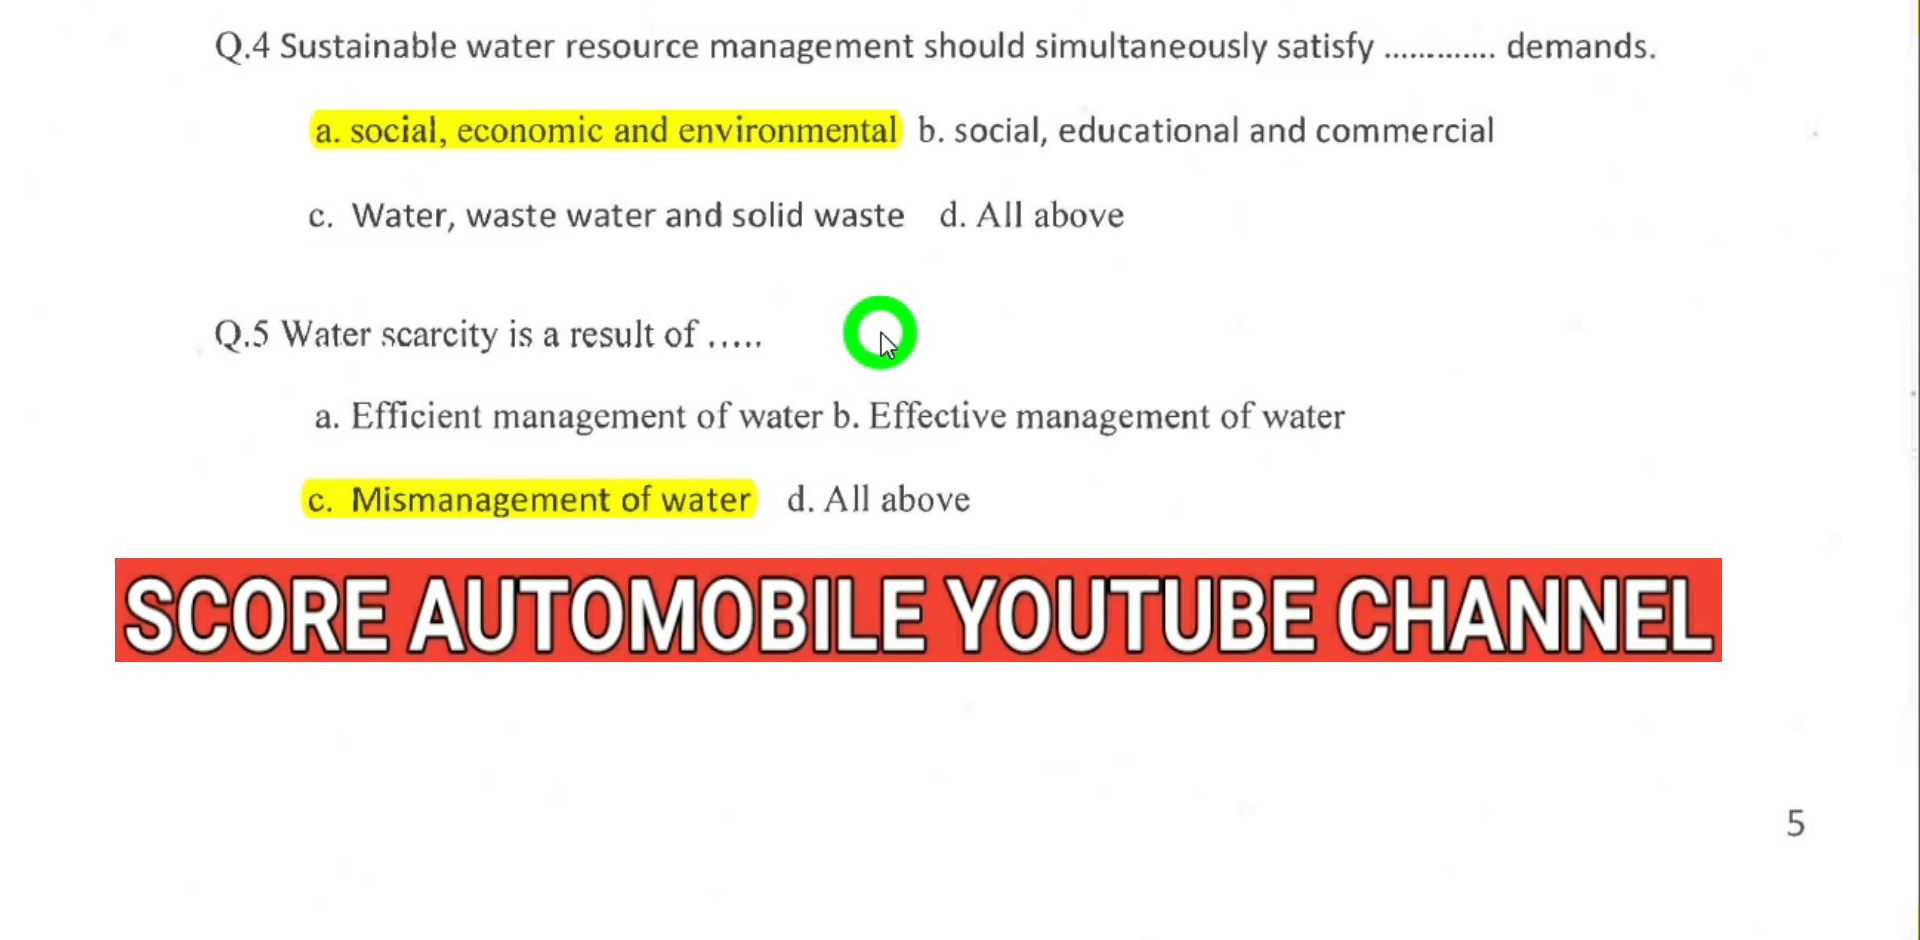 Q.4 Sustainable water resource management should simultaneously satisfy ............. demands.
a. social, economic and environmental b. social, educational and commercial
c. Water, waste water and solid waste d. All above
Q.5 Water scarcity is a result of .....
a. Efficient management of water b. Effective management of water
c. Mismanagement of water d. All above
SCORE AUTOMOBILE YOUTUBE CHANNEL
5